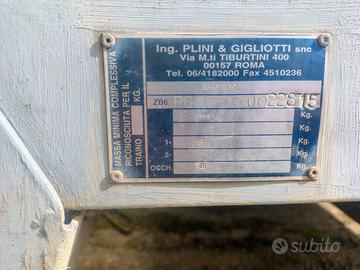 Ing. PLINI & GIGLIOTTI snc
Via M.ti TIBURTINI 400
00157 ROMA
Tel. 06/4182000 Fax 4510236
MASSA MINIMA COMPLESSIVA
RICONOSCIUTA PER IL
TRAINO
KG.
ZB6 0022815
Kg.
1- Kg.
2- Kg.
OCCH. 25 Kg.
subito